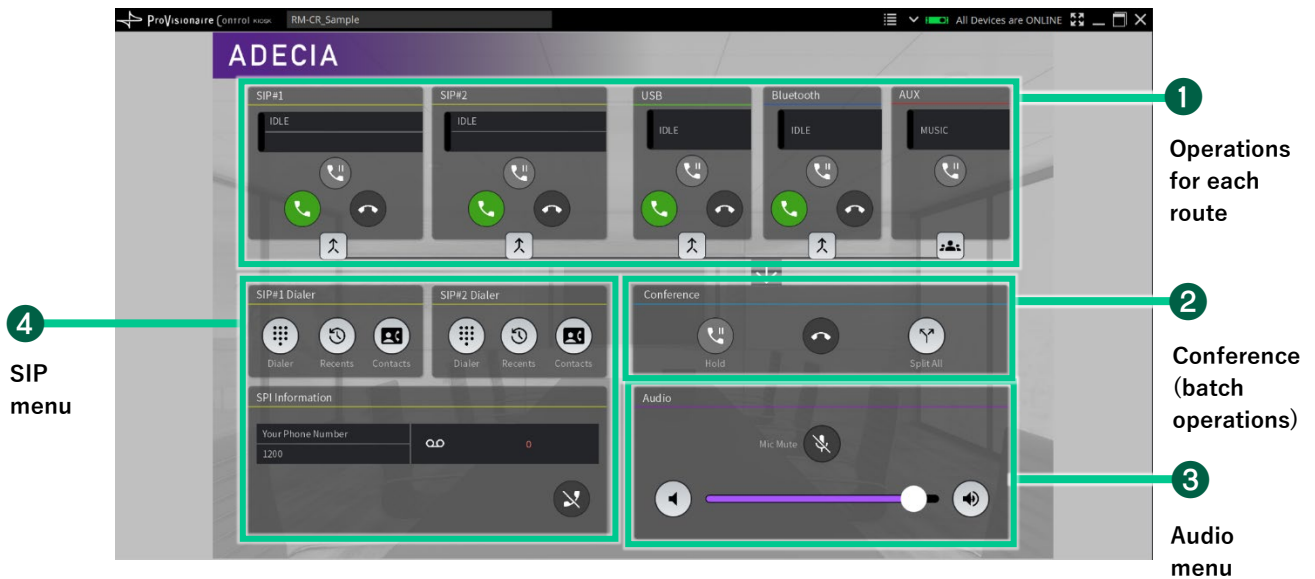 ProVisionaire Control KIOSK
RM-CR_Sample
All Devices are ONLINE
ADECIA
SIP#1
SIP#2
USB
Bluetooth
AUX
IDLE
IDLE
IDLE
IDLE
MUSIC
1
Operations
for each
route
SIP#1 Dialer
SIP#2 Dialer
Dialer
Recents
Contacts
Dialer
Recents
Contacts
Conference
Hold
Split All
2
Conference
(batch
operations)
4
SIP
menu
SPI Information
Your Phone Number
1200
0
Audio
Mic Mute
3
Audio
menu